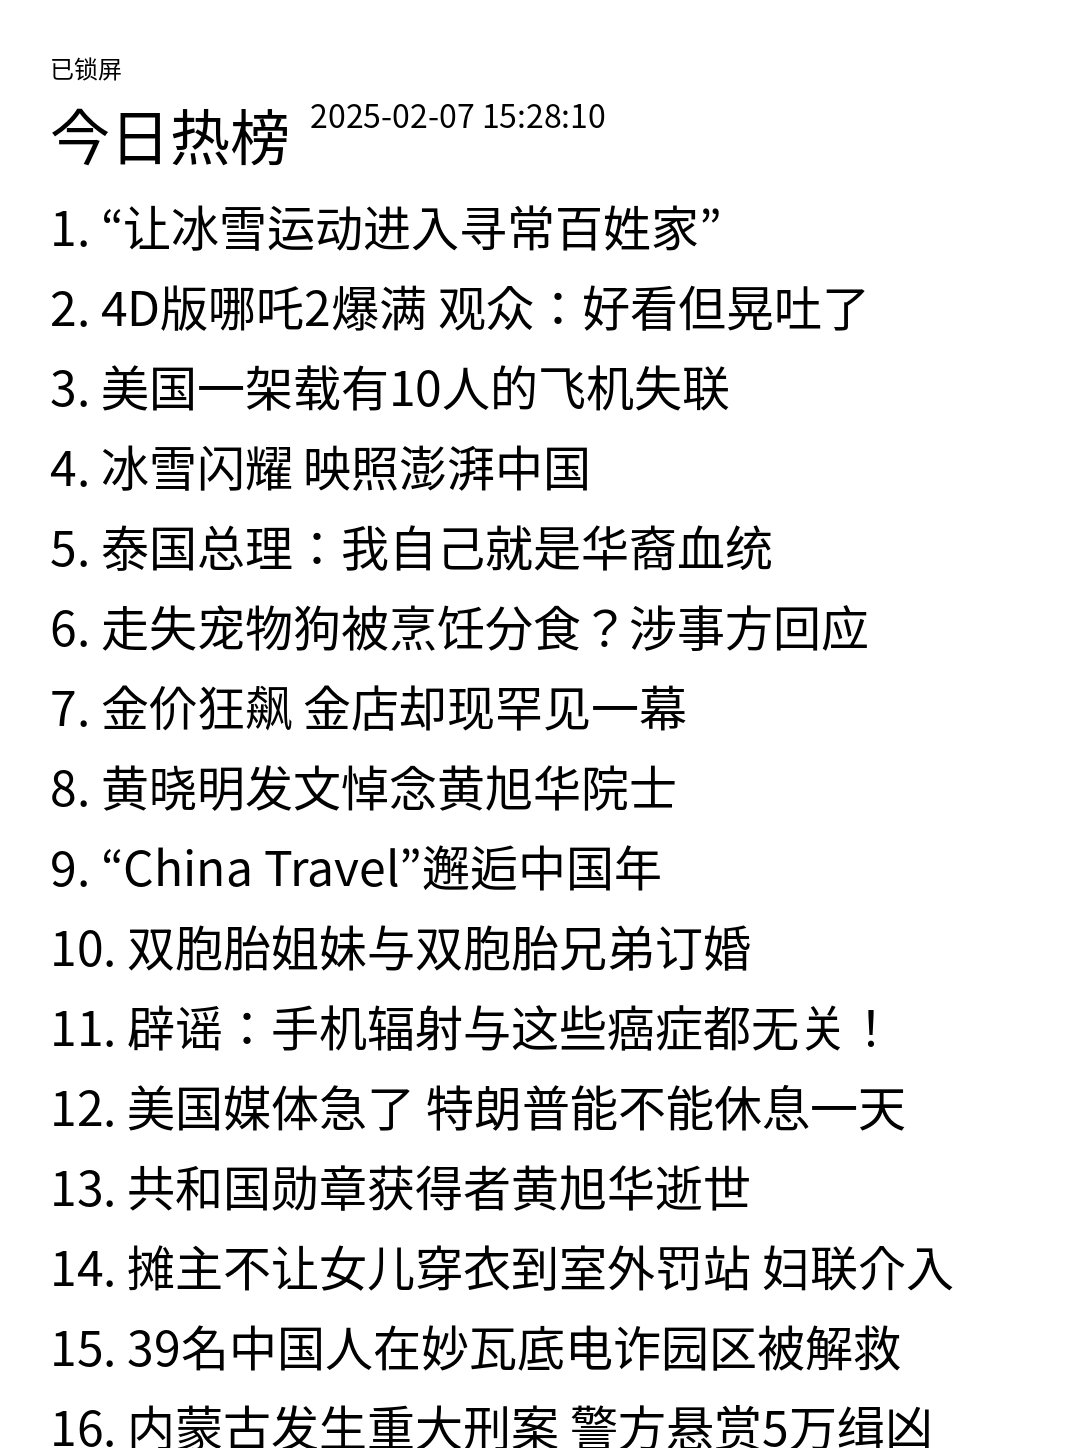 已锁屏
今日热榜 2025-02-07 15:28:10
1. “让冰雪运动进入寻常百姓家”
2. 4D版哪吒2爆满 观众：好看但晃吐了
3. 美国一架载有10人的飞机失联
4. 冰雪闪耀 映照澎湃中国
5. 泰国总理：我自己就是华裔血统
6. 走失宠物狗被烹饪分食？涉事方回应
7. 金价狂飙 金店却现罕见一幕
8. 黄晓明发文悼念黄旭华院士
9. “China Travel”邂逅中国年
10. 双胞胎姐妹与双胞胎兄弟订婚
11. 辟谣：手机辐射与这些癌症都无关！
12. 美国媒体急了 特朗普能不能休息一天
13. 共和国勋章获得者黄旭华逝世
14. 摊主不让女儿穿衣到室外罚站 妇联介入
15. 39名中国人在妙瓦底电诈园区被解救
16. 内蒙古发生重大刑案 警方悬赏5万缉凶